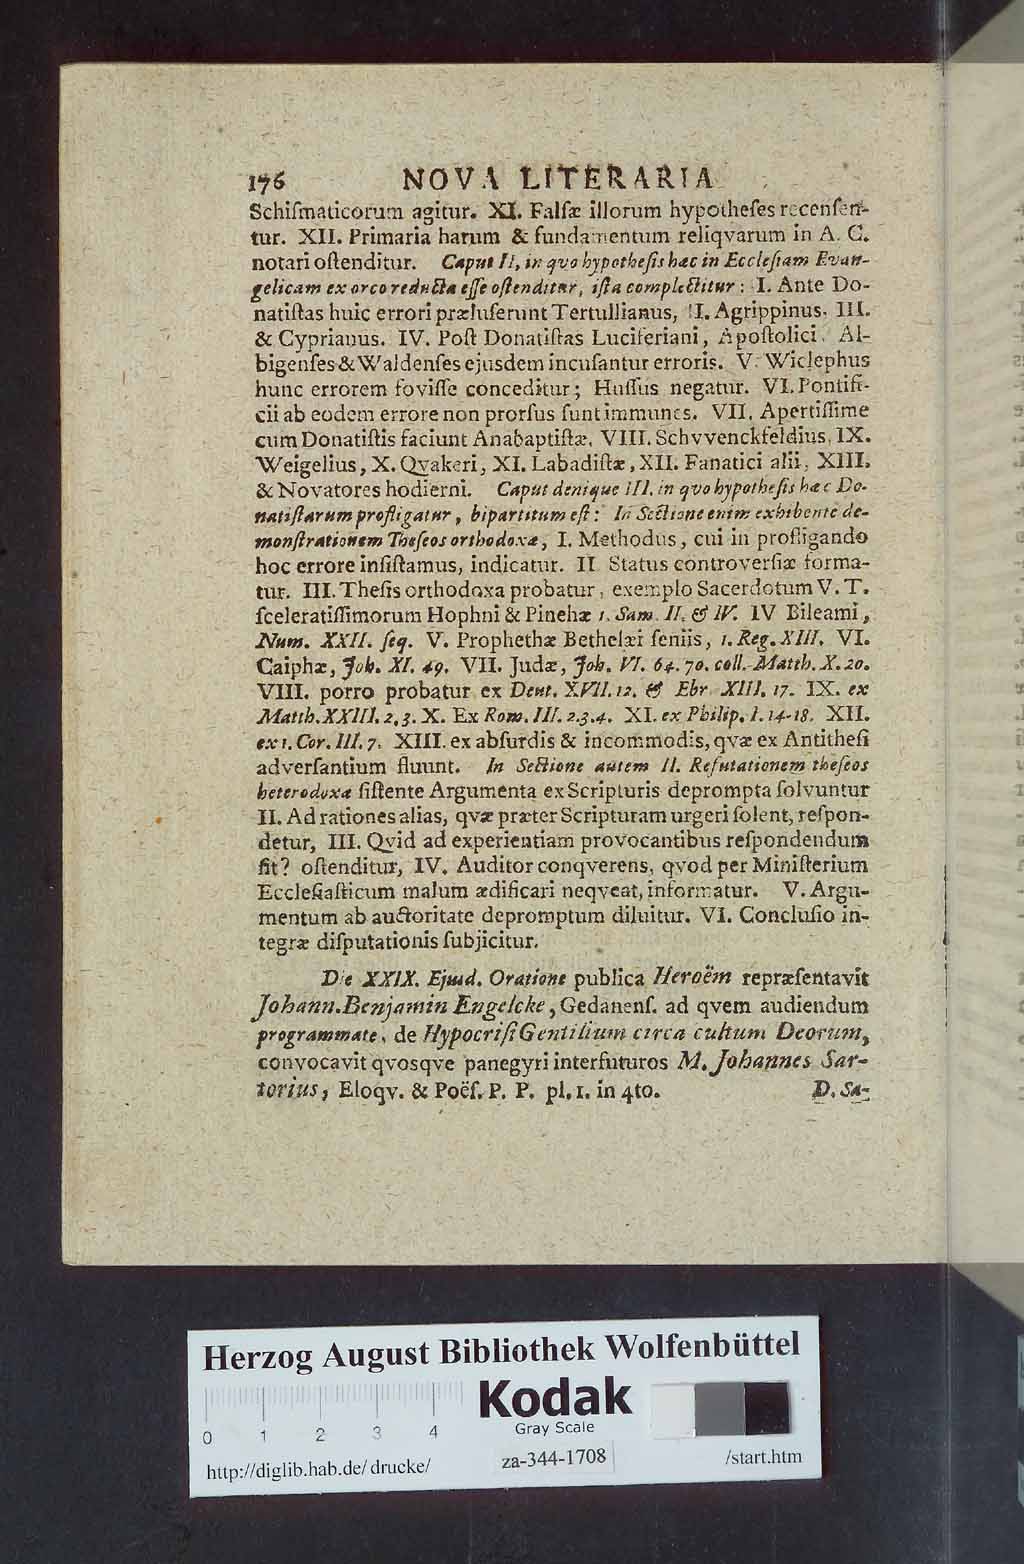 176 NOVA LITERARIA
Schiſmaticorum agitur. XI. Falſæ illorum hypotheſes recenſen-
tur. XII. Primaria harum & fundamentum reliqvarum in A. C.
notari oſtenditur. Caput II, in qvo hypotheſis hæc in Eccleſiam Evan-
gelicam ex orco reducta eſſe oſtenditur, iſta complectitur: I. Ante Do-
natiſtas huic errori præluſerunt Tertullianus, II. Agrippinus, III.
& Cyprianus. IV. Poſt Donatiſtas Luciferiani, Apoſtolici, Al-
bigenſes & Waldenſes ejusdem incuſantur erroris. V. Wiclephus
hunc errorem foviſſe conceditur; Huſſus negatur. VI. Pontifi-
cii ab eodem errore non prorſus ſunt immunes. VII. Apertiſſime
cum Donatiſtis faciunt Anabaptiſtæ, VIII. Schvvenckfeldius, IX.
Weigelius, X. Qvakeri, XI. Labadiſtæ, XII. Fanatici alii, XIII.
& Novatores hodierni. Caput denique III. in qvo hypotheſis hæc Do-
natiſtarum profligatur, bipartitum eſt: In Sectione enim exhibente de-
monſtrationem Theſeos orthodoxæ, I. Methodus, cui in profligando
hoc errore inſiſtamus, indicatur. II Status controverſiæ forma-
tur. III. Theſis orthodoxa probatur, exemplo Sacerdotum V. T.
ſceleratiſſimorum Hophni & Pinehæ 1. Sam. II. & IV. IV Bileami,
Num. XXII. ſeq. V. Prophethæ Bethelæi ſeniis, 1. Reg. XIII. VI.
Caiphæ, Joh. XI. 49. VII. Judæ, Joh. VI. 64. 70. coll. Matth. X. 20.
VIII. porro probatur ex Deut. XVII. 12. & Ebr XIII. 17. IX. ex
Matth. XXIII. 2, 3. X. Ex Rom. III. 2. 3. 4. XI. ex Philip. I. 14-18. XII.
ex 1. Cor. III. 7. XIII. ex abſurdis & incommodis, qvæ ex Antitheſi
adverſantium fluunt. In Sectione autem II. Refutationem theſeos
heterodoxæ ſiſtente Argumenta ex Scripturis deprompta ſolvuntur
II. Ad rationes alias, qvæ præter Scripturam urgeri ſolent, reſpon-
detur, III. Qvid ad experientiam provocantibus reſpondendum
ſit? oſtenditur, IV. Auditor conqverens, qvod per Miniſterium
Eccleſiaſticum malum ædificari neqveat, informatur. V. Argu-
mentum ab auctoritate depromptum diluitur. VI. Concluſio in-
tegræ diſputationis ſubjicitur.
Die XXIX. Ejusd. Oratione publica Heroëm repræſentavit
Johann. Benjamin Engelcke, Gedanenſ. ad qvem audiendum
programmate, de Hypocriſi Gentilium circa cultum Deorum,
convocavit qvosqve panegyri interfuturos M. Johannes Sar-
torius, Eloqv. & Poëſ. P. P. pl. 1. in 4to.
D. Sa-
Herzog August Bibliothek Wolfenbüttel
Kodak
Gray Scale
0 1 2 3 4
http://diglib.hab.de/drucke/ za-344-1708 /start.htm